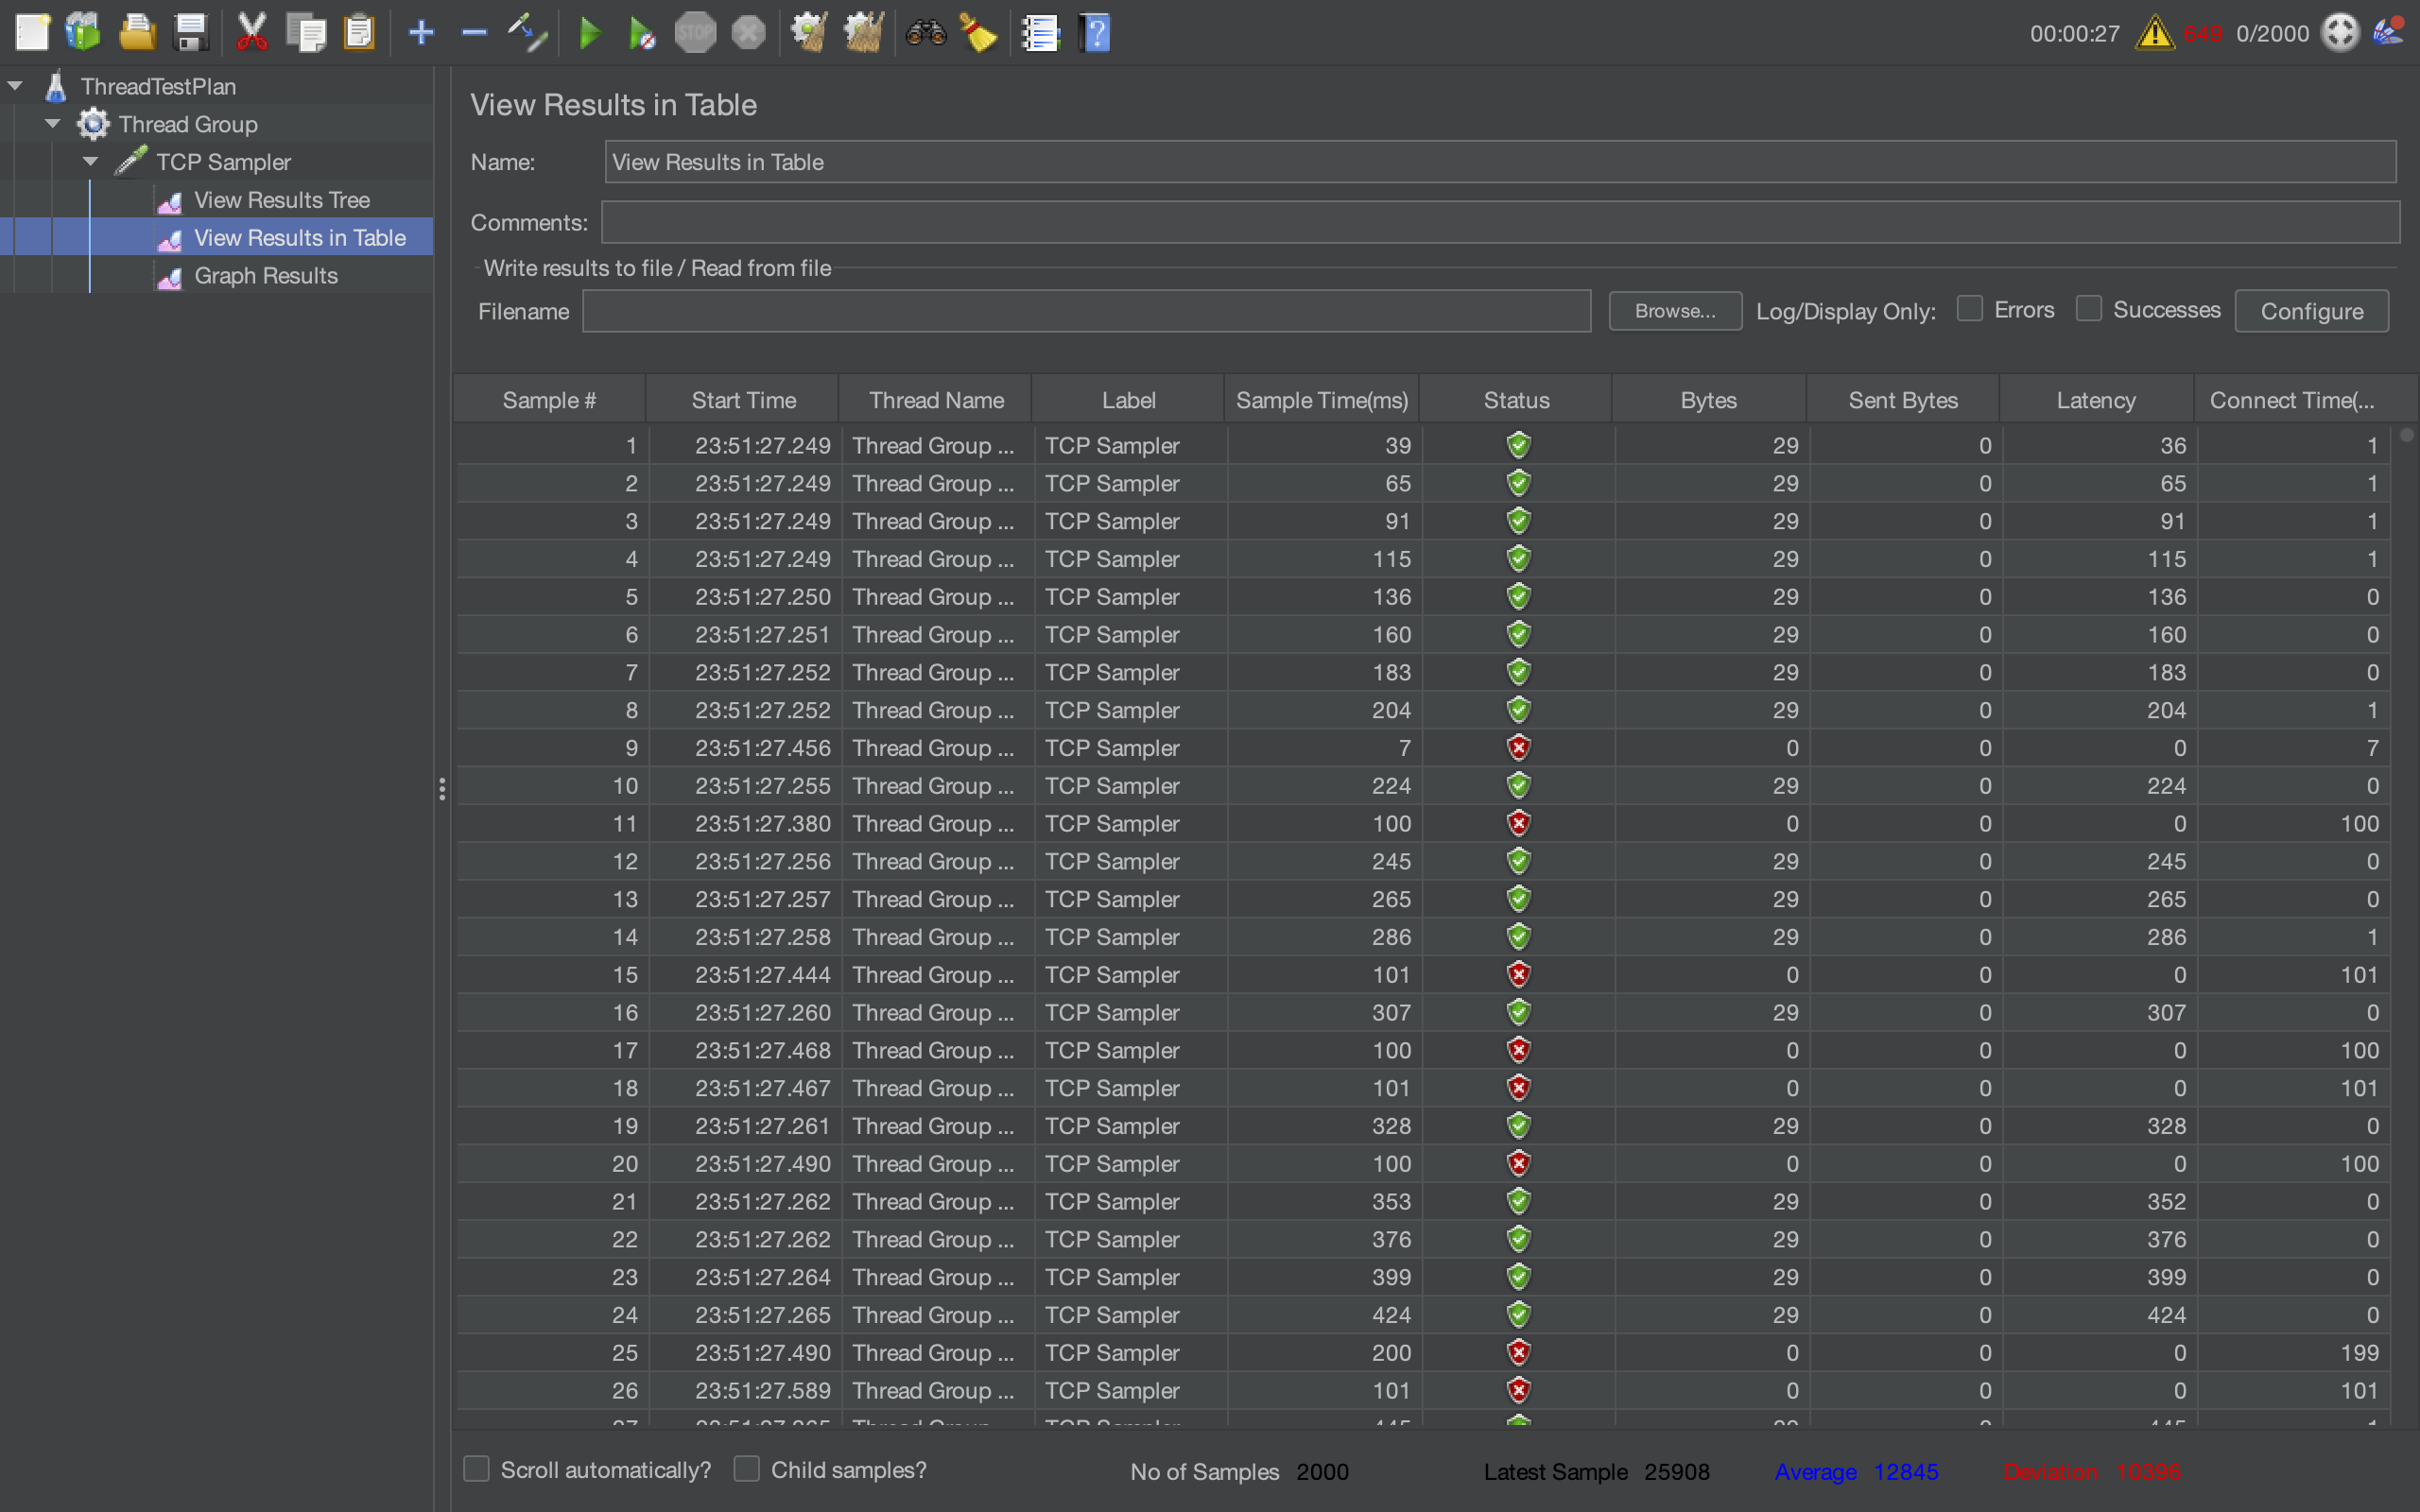 STOP
?
00:00:27 649 0/2000
ThreadTestPlan
Thread Group
TCP Sampler
View Results Tree
View Results in Table
Graph Results
View Results in Table
Name: View Results in Table
Comments:
Write results to file / Read from file
Filename Browse... Log/Display Only: Errors Successes Configure
Sample # Start Time Thread Name Label Sample Time(ms) Status Bytes Sent Bytes Latency Connect Time(...
1 23:51:27.249 Thread Group ... TCP Sampler 39 29 0 36 1
2 23:51:27.249 Thread Group ... TCP Sampler 65 29 0 65 1
3 23:51:27.249 Thread Group ... TCP Sampler 91 29 0 91 1
4 23:51:27.249 Thread Group ... TCP Sampler 115 29 0 115 1
5 23:51:27.250 Thread Group ... TCP Sampler 136 29 0 136 0
6 23:51:27.251 Thread Group ... TCP Sampler 160 29 0 160 0
7 23:51:27.252 Thread Group ... TCP Sampler 183 29 0 183 0
8 23:51:27.252 Thread Group ... TCP Sampler 204 29 0 204 1
9 23:51:27.456 Thread Group ... TCP Sampler 7 0 0 0 7
10 23:51:27.255 Thread Group ... TCP Sampler 224 29 0 224 0
11 23:51:27.380 Thread Group ... TCP Sampler 100 0 0 0 100
12 23:51:27.256 Thread Group ... TCP Sampler 245 29 0 245 0
13 23:51:27.257 Thread Group ... TCP Sampler 265 29 0 265 0
14 23:51:27.258 Thread Group ... TCP Sampler 286 29 0 286 1
15 23:51:27.444 Thread Group ... TCP Sampler 101 0 0 0 101
16 23:51:27.260 Thread Group ... TCP Sampler 307 29 0 307 0
17 23:51:27.468 Thread Group ... TCP Sampler 100 0 0 0 100
18 23:51:27.467 Thread Group ... TCP Sampler 101 0 0 0 101
19 23:51:27.261 Thread Group ... TCP Sampler 328 29 0 328 0
20 23:51:27.490 Thread Group ... TCP Sampler 100 0 0 0 100
21 23:51:27.262 Thread Group ... TCP Sampler 353 29 0 352 0
22 23:51:27.262 Thread Group ... TCP Sampler 376 29 0 376 0
23 23:51:27.264 Thread Group ... TCP Sampler 399 29 0 399 0
24 23:51:27.265 Thread Group ... TCP Sampler 424 29 0 424 0
25 23:51:27.490 Thread Group ... TCP Sampler 200 0 0 0 199
26 23:51:27.589 Thread Group ... TCP Sampler 101 0 0 0 101
Scroll automatically? Child samples? No of Samples 2000 Latest Sample 25908 Average 12845 Deviation 10396